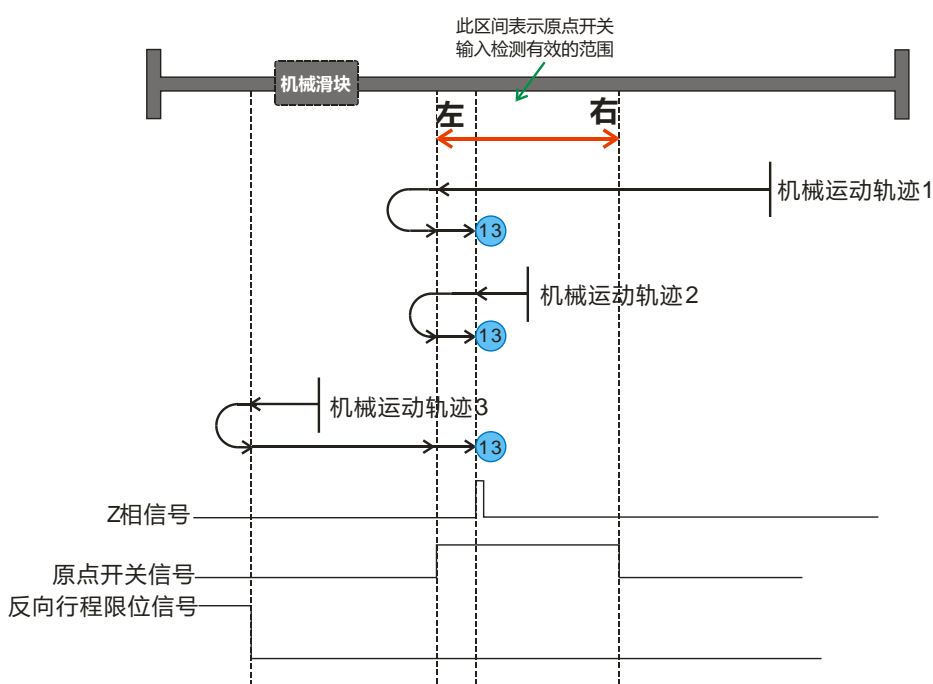 此区间表示原点开关
输入检测有效的范围
机械滑块
左
右
机械运动轨迹1
13
机械运动轨迹2
13
机械运动轨迹3
13
Z相信号
原点开关信号
反向行程限位信号